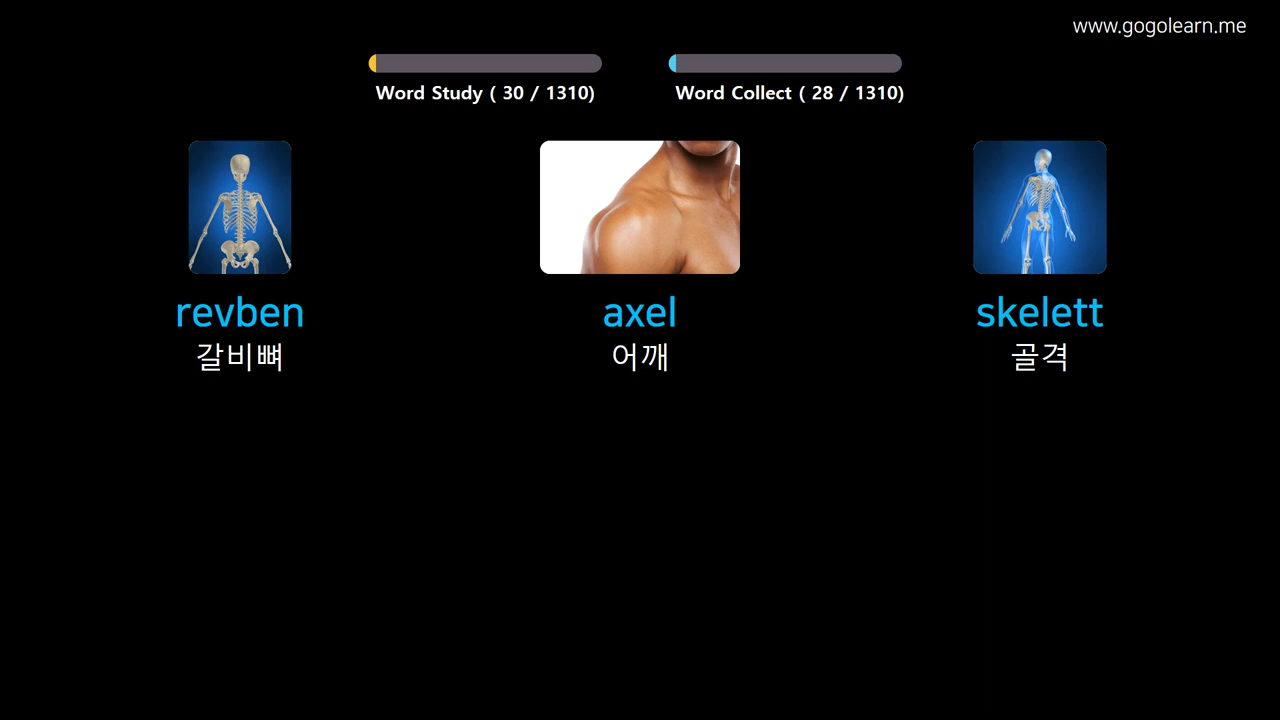 www.gogolearn.me
Word Study ( 30 / 1310)
Word Collect ( 28 / 1310)
revben
갈비뼈
axel
어깨
skelett
골격